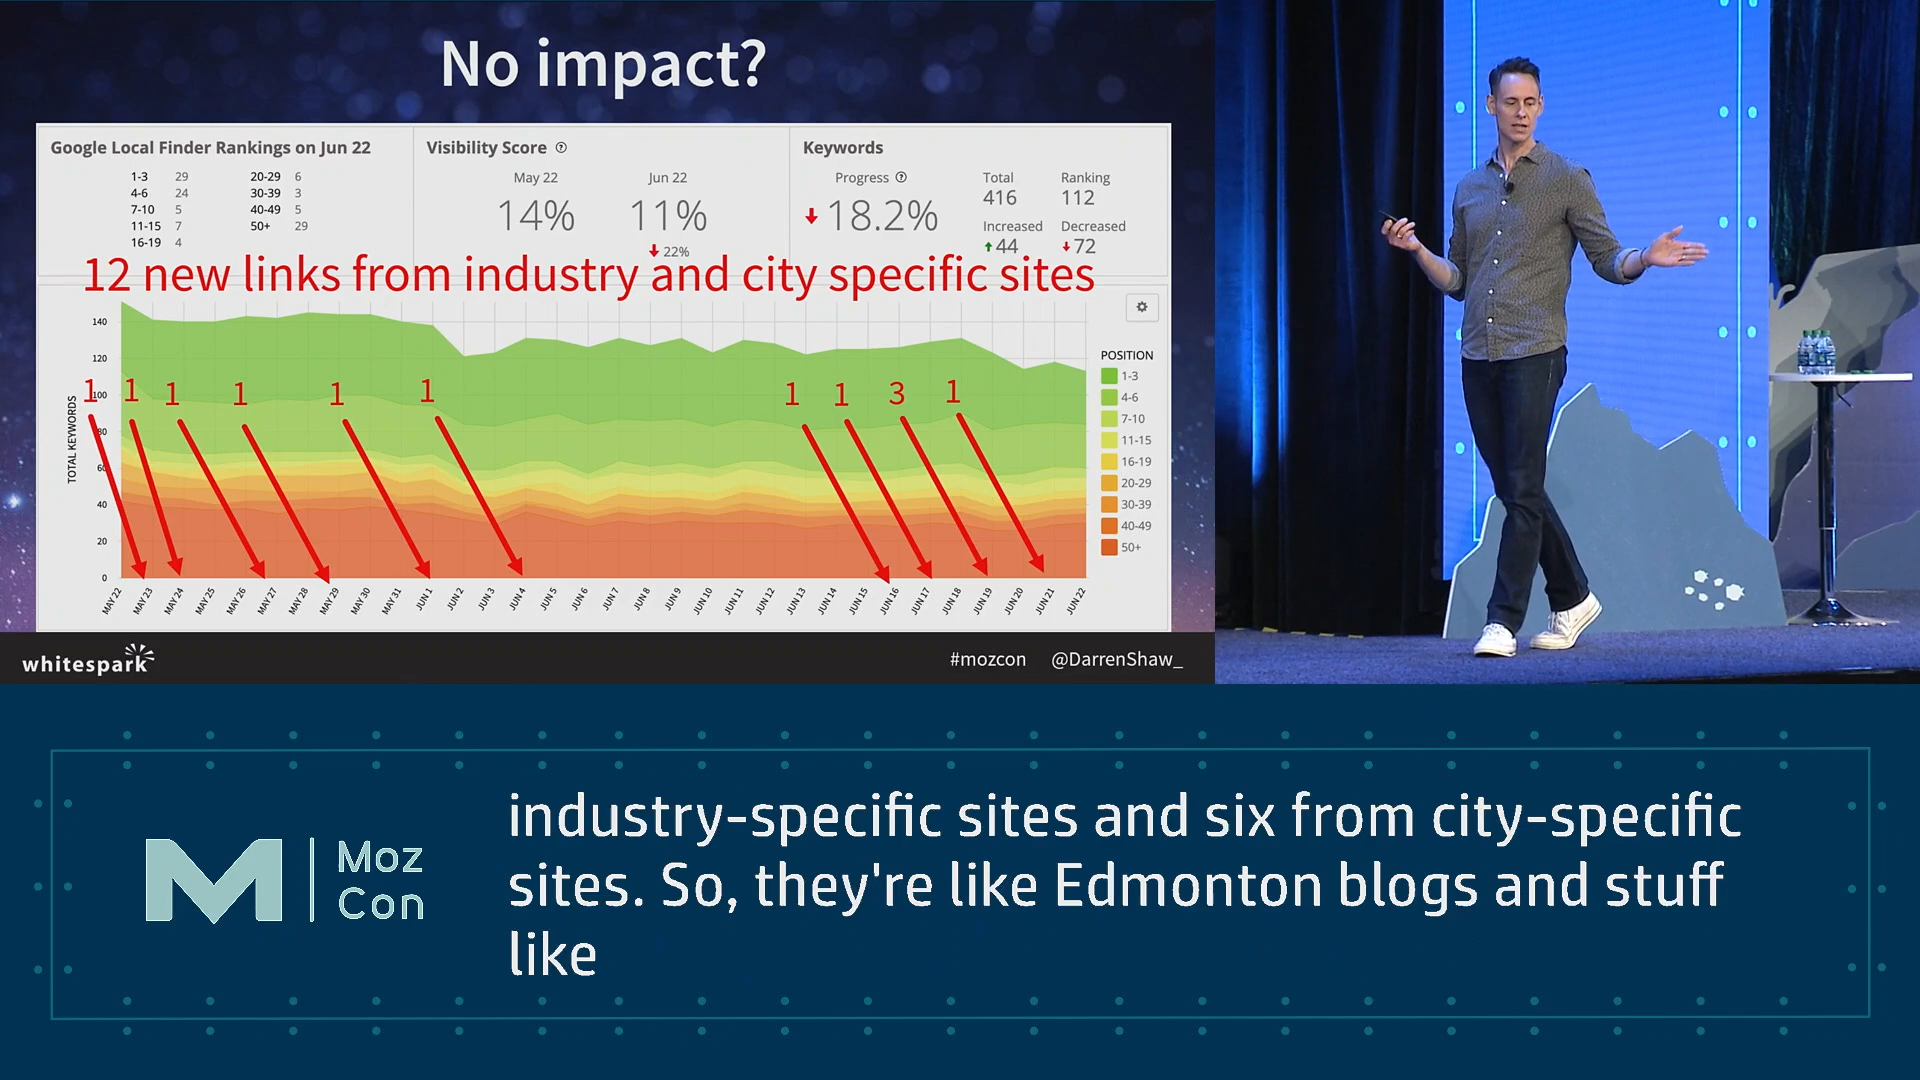 No impact?
Google Local Finder Rankings on Jun 22
1-3 29 20-29 6
4-6 24 30-39 3
7-10 5 40-49 5
11-15 7 50+ 29
16-19 4
Visibility Score ?
May 22 Jun 22
14% 11%
22%
Keywords
Progress ? Total Ranking
18.2% 416 112
Increased Decreased
44 72
12 new links from industry and city specific sites
1 1 1 1 1 1 1 1 3 1
TOTAL KEYWORDS
140
120
100
80
60
40
20
0
MAY 22 MAY 23 MAY 24 MAY 25 MAY 26 MAY 27 MAY 28 MAY 29 MAY 30 MAY 31 JUN 1 JUN 2 JUN 3 JUN 4 JUN 5 JUN 6 JUN 7 JUN 8 JUN 9 JUN 10 JUN 11 JUN 12 JUN 13 JUN 14 JUN 15 JUN 16 JUN 17 JUN 18 JUN 19 JUN 20 JUN 21 JUN 22
POSITION
1-3
4-6
7-10
11-15
16-19
20-29
30-39
40-49
50+
whitespark #mozcon @DarrenShaw_
Moz
Con
industry-specific sites and six from city-specific
sites. So, they're like Edmonton blogs and stuff
like